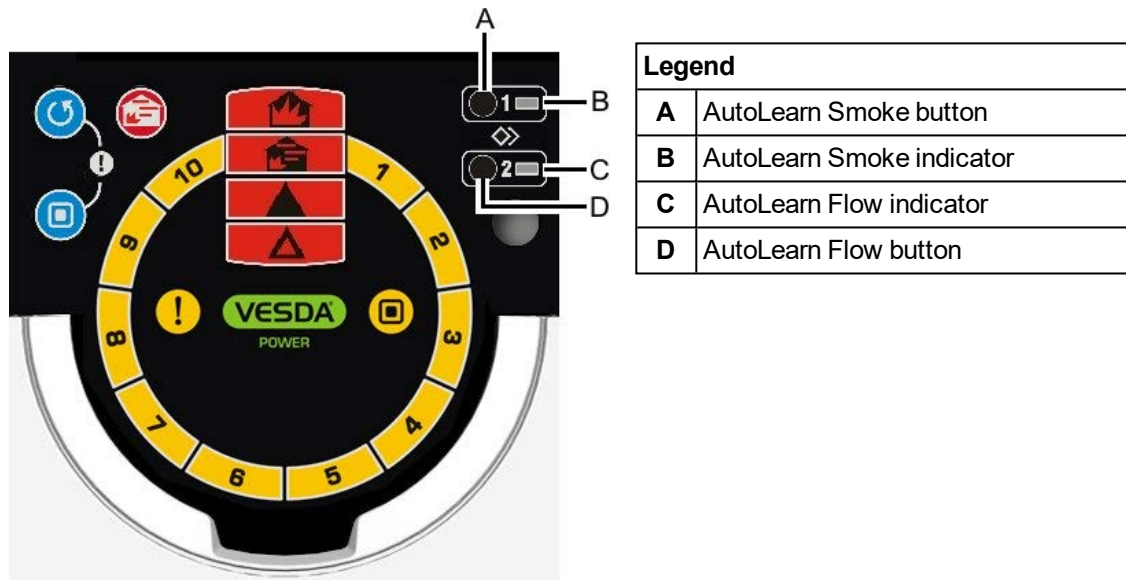 A
1
B
2
C
D
10
1
9
2
8
3
7
4
6
5
!
!
VESDA
POWER
Legend
A AutoLearn Smoke button
B AutoLearn Smoke indicator
C AutoLearn Flow indicator
D AutoLearn Flow button